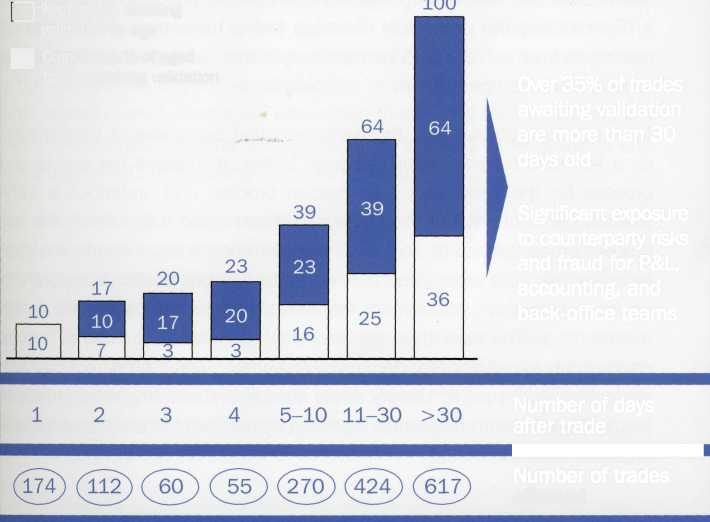 100
64
64
64
39
39
39
23
23
20
17
10
10
10
17
20
23
16
25
36
7
3
3
Over 35% of trades
awaiting validation
are more than 30
days old
Significant exposure
to counterparty risks
and fraud for P&L,
accounting, and
back-office teams
1 2 3 4 5–10 11–30 >30
Number of days
after trade
174 112 60 55 270 424 617
Number of trades